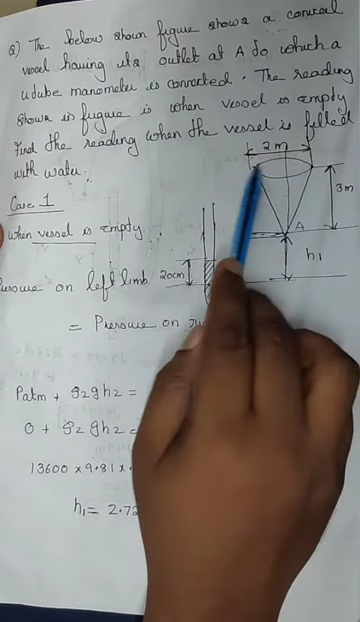 Q) The below shown figure shows a conical
vessel having its outlet at A to which a
U tube manometer is connected. The reading
shown in fugure is when vessel is empty
Find the reading when the vessel is filled
with water.
2 m
3m
A
h1
20cm
Case 1
when vessel is empty
Pressure on left limb
= Pressure on
Patm + ρ2gh2 =
0 + ρ2gh2 =
13600 × 9.81 ×
h1 = 2.72